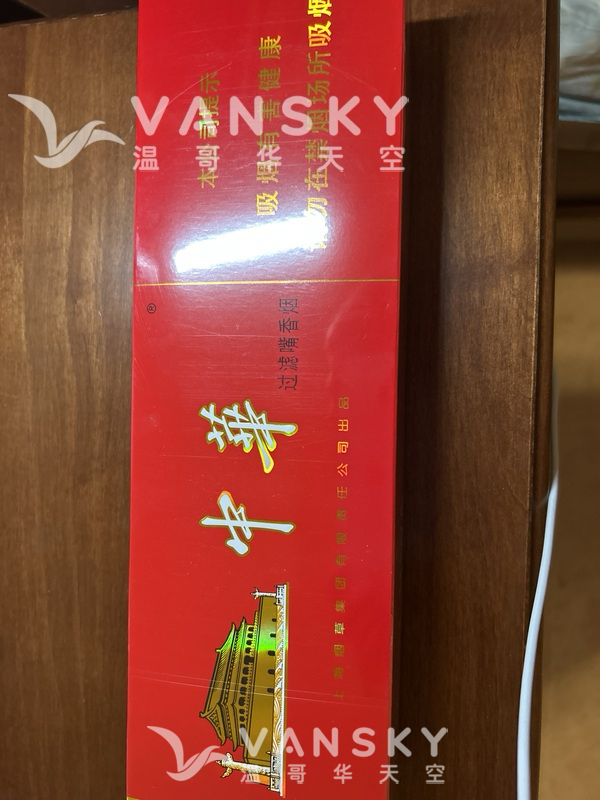 VANSKY
温哥华天空
本公司提示
吸烟有害健康
请勿在禁烟场所吸烟
®
过滤嘴香烟
中華
上海烟草集团有限责任公司出品
VANSKY
温哥华天空